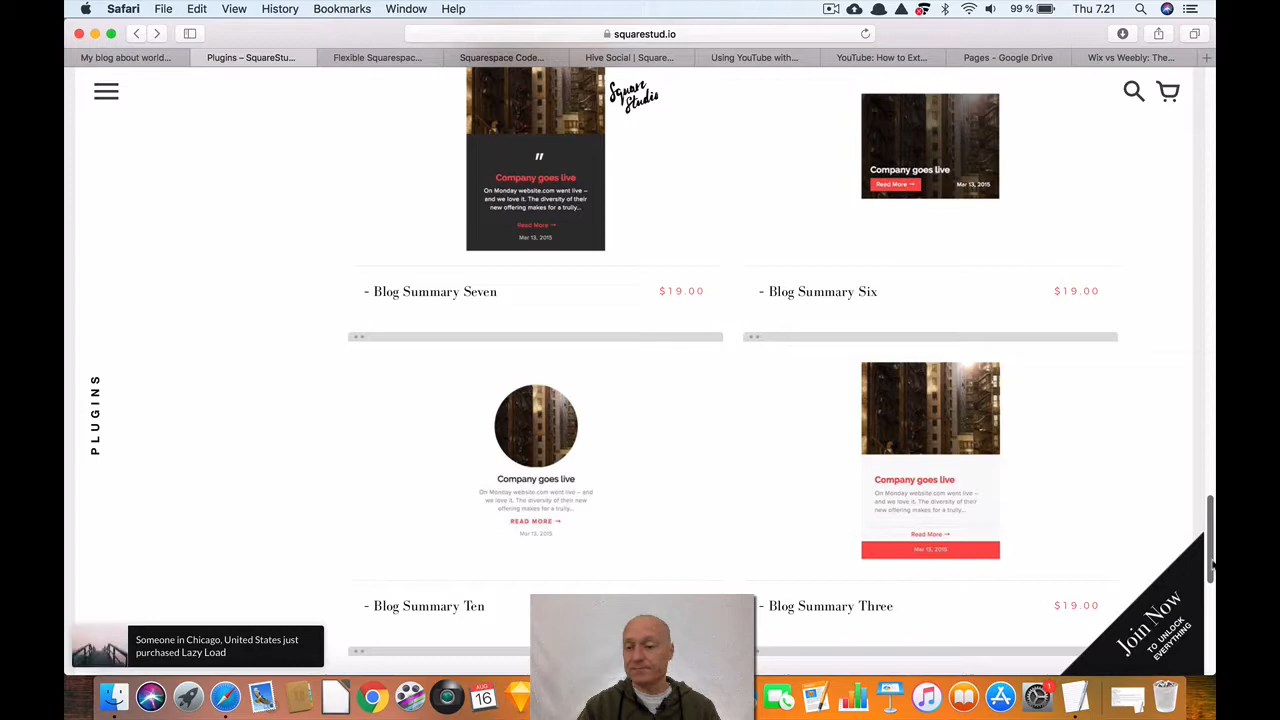 Safari File Edit View History Bookmarks Window Help 99 % Thu 7.21
squarestud.io
My blog about world... Plugins – SquareStu... Flexible Squarespac... Squarespace Code... Hive Social | Square... Using YouTube with... YouTube: How to Ext... Pages - Google Drive Wix vs Weebly: The...
Square
Studio
"
Company goes live
On Monday website.com went live –
and we love it. The diversity of their
new offering makes for a trully...
Read More →
Mar 13, 2015
Company goes live
Read More → Mar 13, 2015
- Blog Summary Seven $19.00
- Blog Summary Six $19.00
PLUGINS
Company goes live
On Monday website.com went live – and
we love it. The diversity of their new
offering makes for a trully...
READ MORE →
Mar 13, 2015
Company goes live
On Monday website.com went live –
and we love it. The diversity of their
new offering makes for a trully...
Read More →
Mar 13, 2015
- Blog Summary Ten
- Blog Summary Three $19.00
Someone in Chicago, United States just
purchased Lazy Load
Join Now
TO UNLOCK
EVERYTHING
AUG
16
1